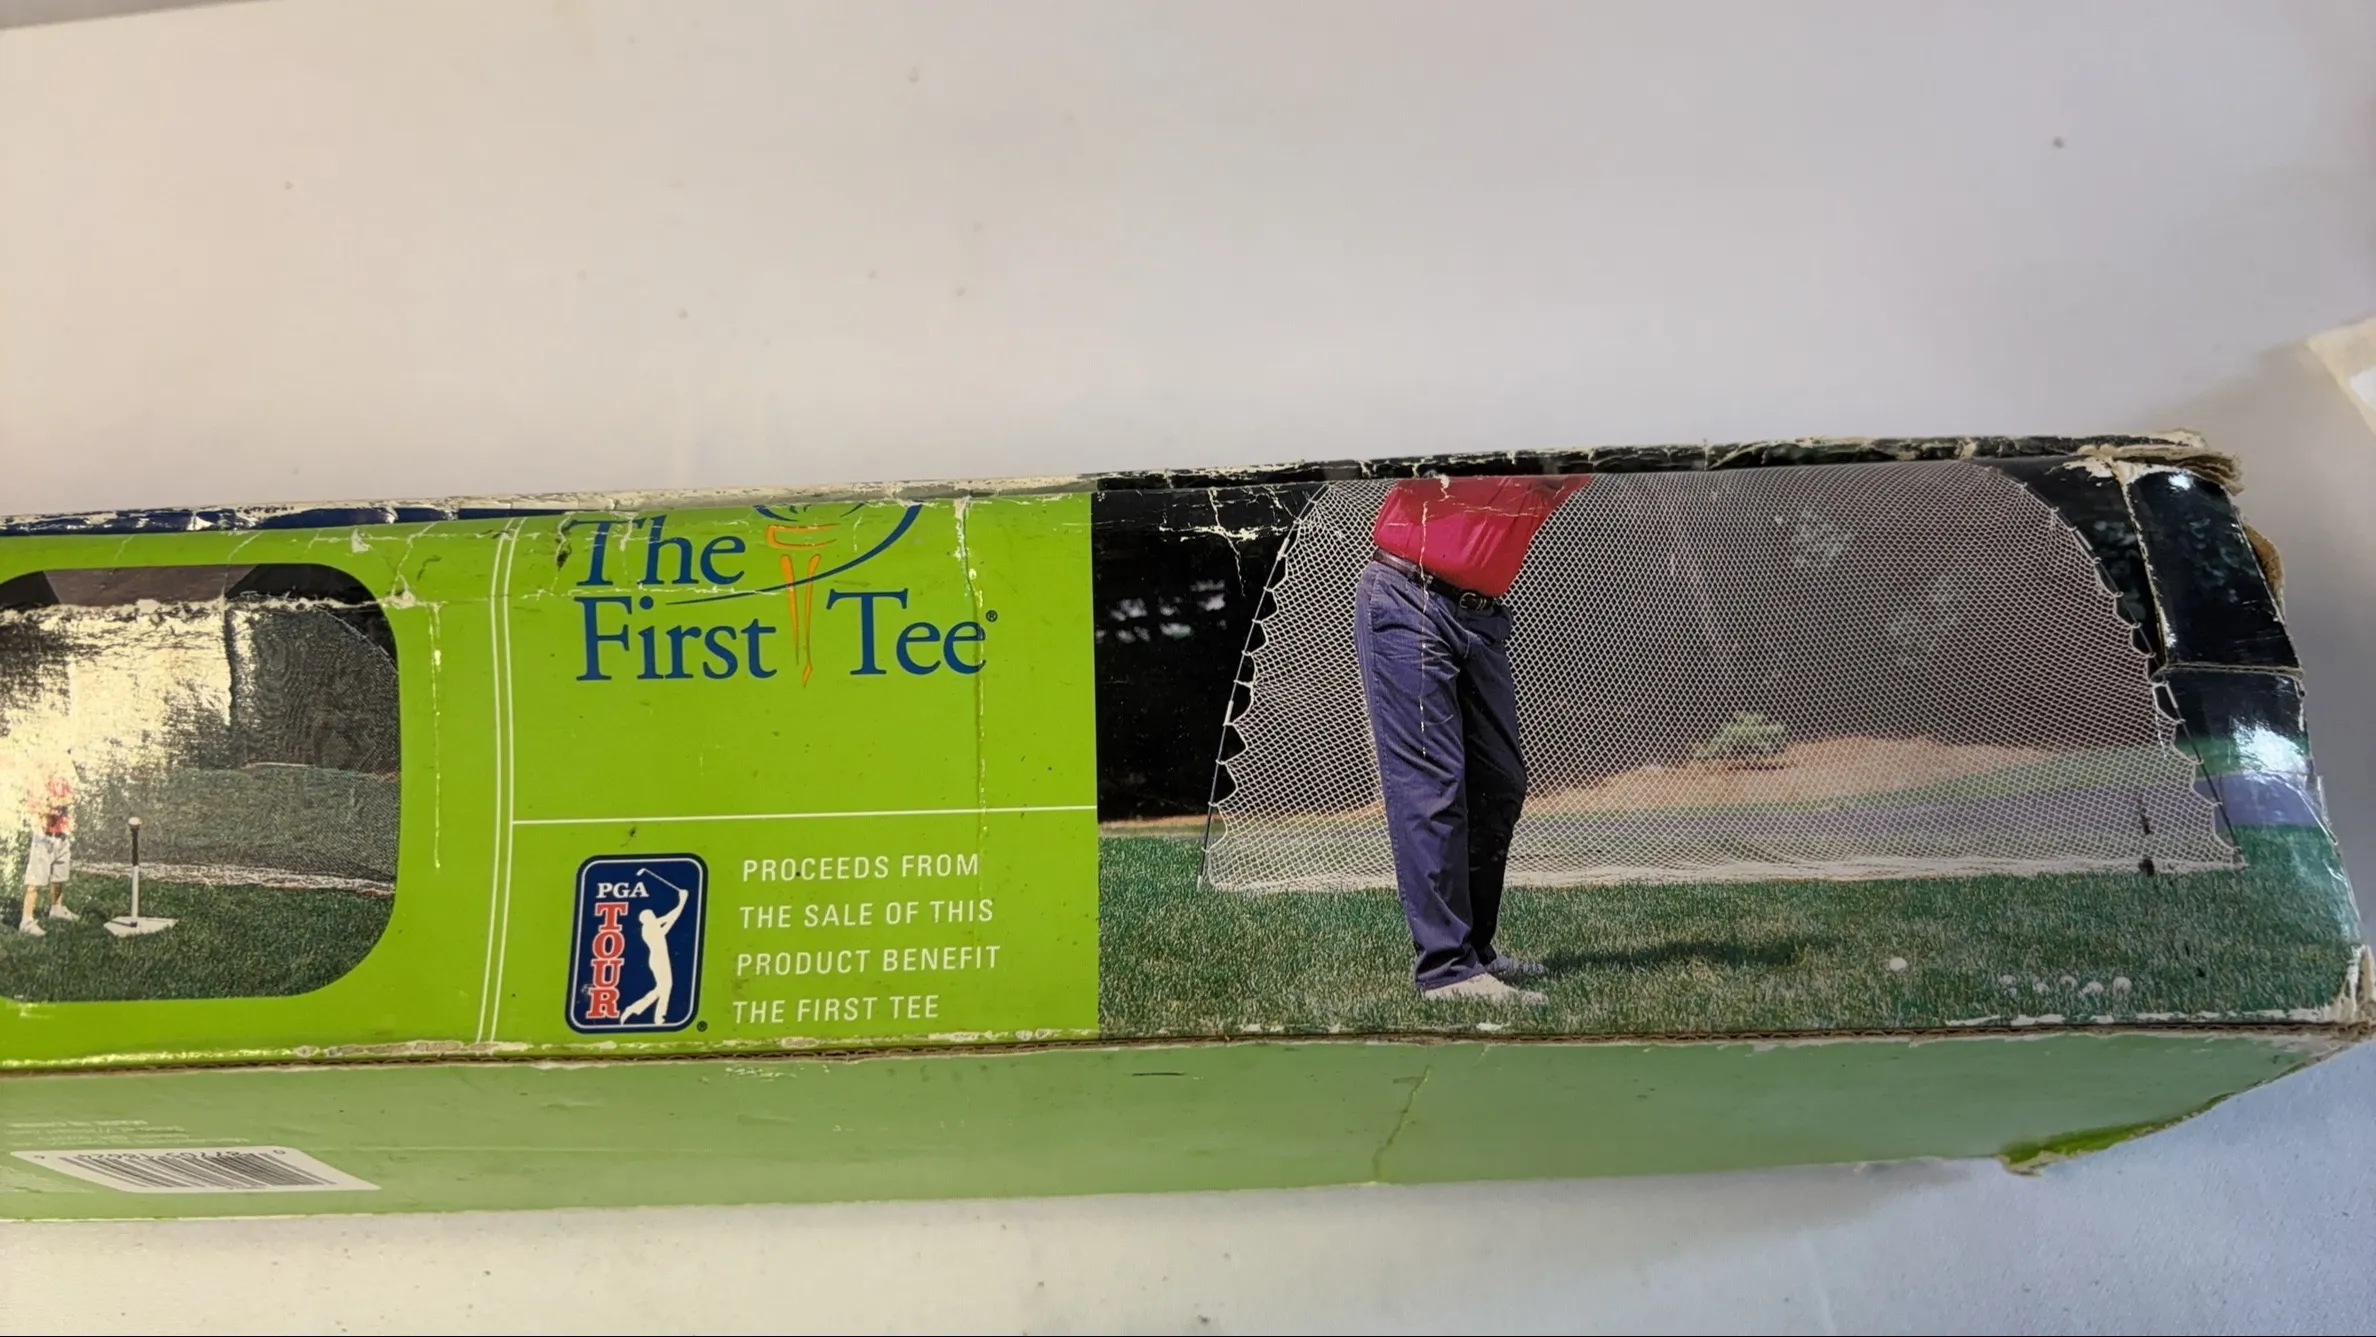 The
First Tee®
PGA
TOUR
®
PROCEEDS FROM
THE SALE OF THIS
PRODUCT BENEFIT
THE FIRST TEE